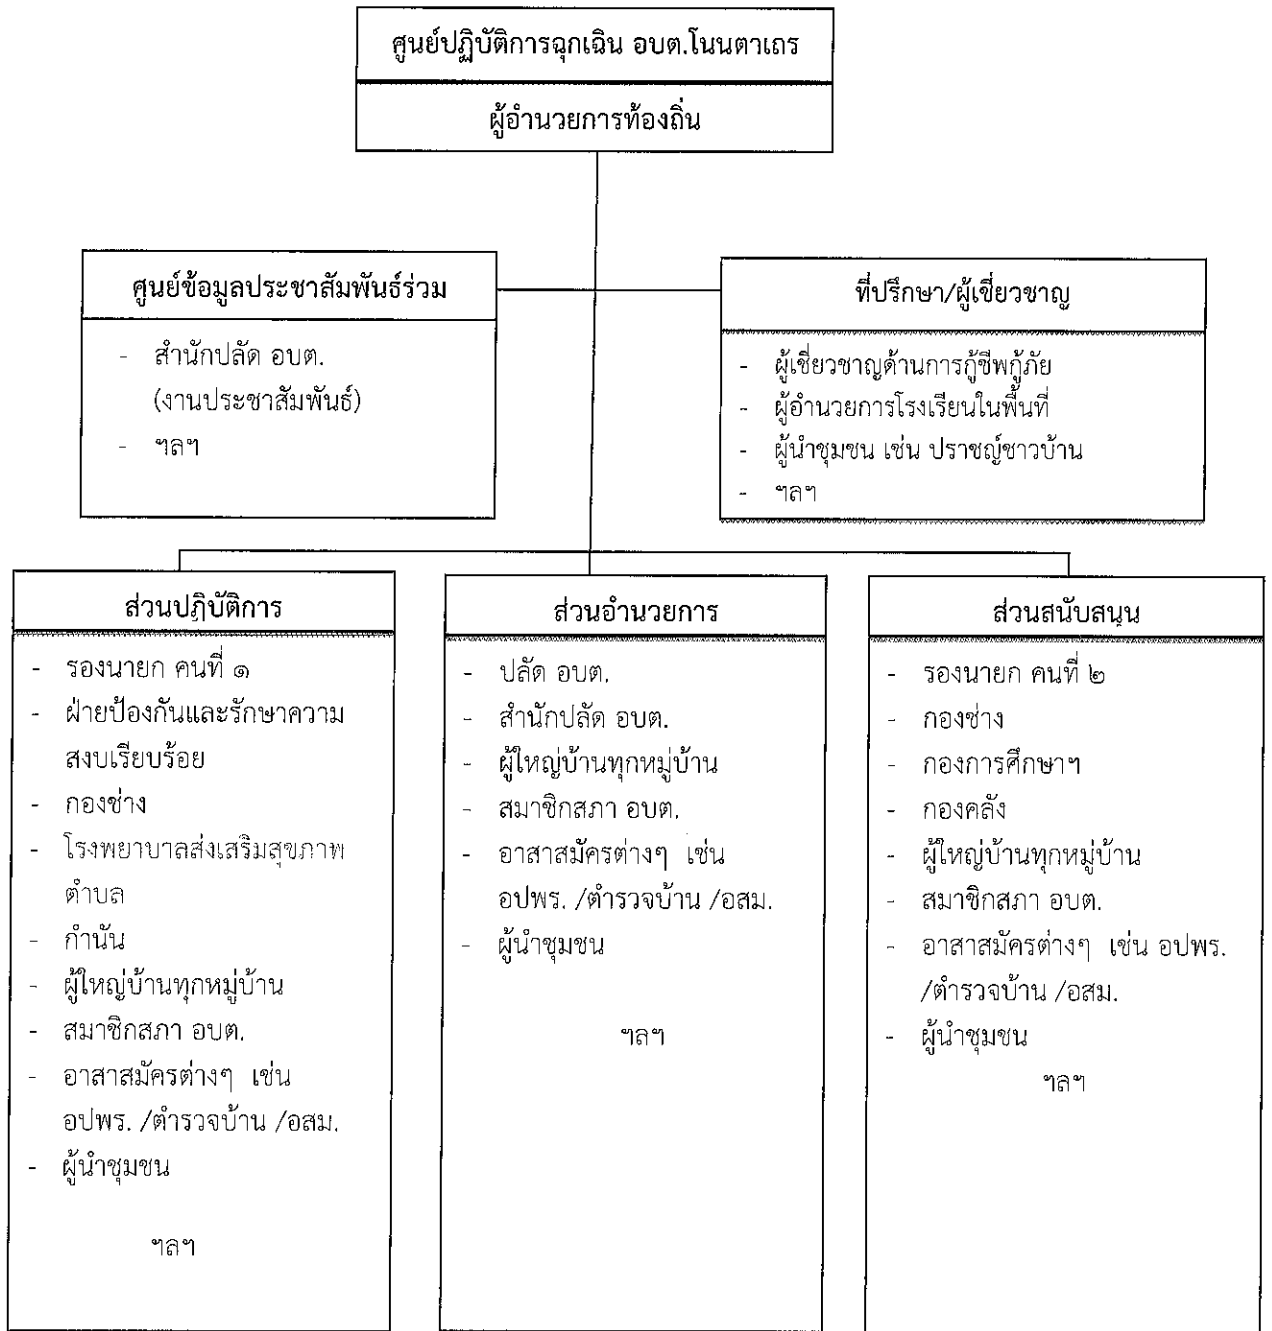 ศูนย์ปฏิบัติการฉุกเฉิน อบต.โนนตาเถร
ผู้อำนวยการท้องถิ่น
ศูนย์ข้อมูลประชาสัมพันธ์ร่วม
- สำนักปลัด อบต.
(งานประชาสัมพันธ์)
- ฯลฯ
ที่ปรึกษา/ผู้เชี่ยวชาญ
- ผู้เชี่ยวชาญด้านการกู้ชีพกู้ภัย
- ผู้อำนวยการโรงเรียนในพื้นที่
- ผู้นำชุมชน เช่น ปราชญ์ชาวบ้าน
- ฯลฯ
ส่วนปฏิบัติการ
- รองนายก คนที่ ๑
- ฝ่ายป้องกันและรักษาความ
สงบเรียบร้อย
- กองช่าง
- โรงพยาบาลส่งเสริมสุขภาพ
ตำบล
- กำนัน
- ผู้ใหญ่บ้านทุกหมู่บ้าน
- สมาชิกสภา อบต.
- อาสาสมัครต่างๆ เช่น
อปพร. /ตำรวจบ้าน /อสม.
- ผู้นำชุมชน
ฯลฯ
ส่วนอำนวยการ
- ปลัด อบต.
- สำนักปลัด อบต.
- ผู้ใหญ่บ้านทุกหมู่บ้าน
- สมาชิกสภา อบต.
- อาสาสมัครต่างๆ เช่น
อปพร. /ตำรวจบ้าน /อสม.
- ผู้นำชุมชน
ฯลฯ
ส่วนสนับสนุน
- รองนายก คนที่ ๒
- กองช่าง
- กองการศึกษาฯ
- กองคลัง
- ผู้ใหญ่บ้านทุกหมู่บ้าน
- สมาชิกสภา อบต.
- อาสาสมัครต่างๆ เช่น อปพร.
/ตำรวจบ้าน /อสม.
- ผู้นำชุมชน
ฯลฯ